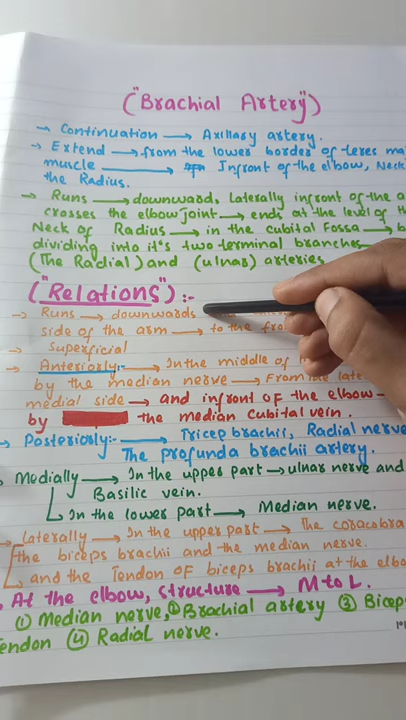 ("Brachial Artery")
→ Continuation → Axillary artery.
→ Extend → from the lower border of teres
muscle → Infront of the elbow, Neck
the Radius.
→ Runs → downward, Laterally infront of the
crosses the elbow joint → ends at the level of
Neck of Radius → in the cubital Fossa →
dividing into it's two terminal branches
(The Radial) and (ulnar) arteries
("Relations") :-
→ Runs → downwards
side of the arm → to the
→ Superficial
→ Anteriorly:- → In the middle of
by the median nerve → From the
medial side → and infront of the elbow
by the median cubital vein.
Posteriorly:- → Tricep brachii, Radial nerve
The profunda brachii artery.
Medially → In the upper part → ulnar nerve and
Basilic vein.
In the lower part → Median nerve.
Laterally → In the upper part → The
the biceps brachii and the median nerve.
and the Tendon of biceps brachii at the
At the elbow, structure → M to L.
① Median nerve, ② Brachial artery ③
④ Radial nerve.